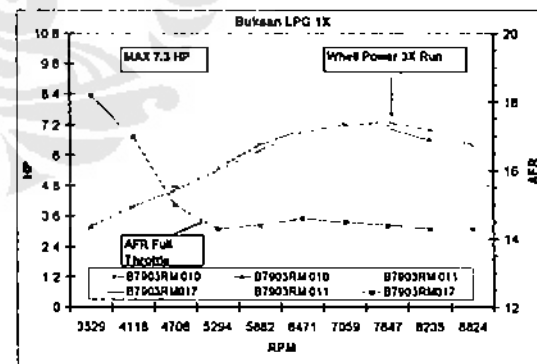 Bukaan LPG 1X
10.8 20
9.6
8.4 18
7.2
6 16
4.8
3.6 14
2.4
1.2
0 12
HP
AFR
MAX 7.3 HP
Whell Power 3X Run
AFR Full
Throttle
B7903RM010 B7903RM010 B7903RM011
B7903RM017 B7903RM011 B7903RM017
3529 4118 4706 5294 5882 6471 7059 7647 8235 8824
RPM